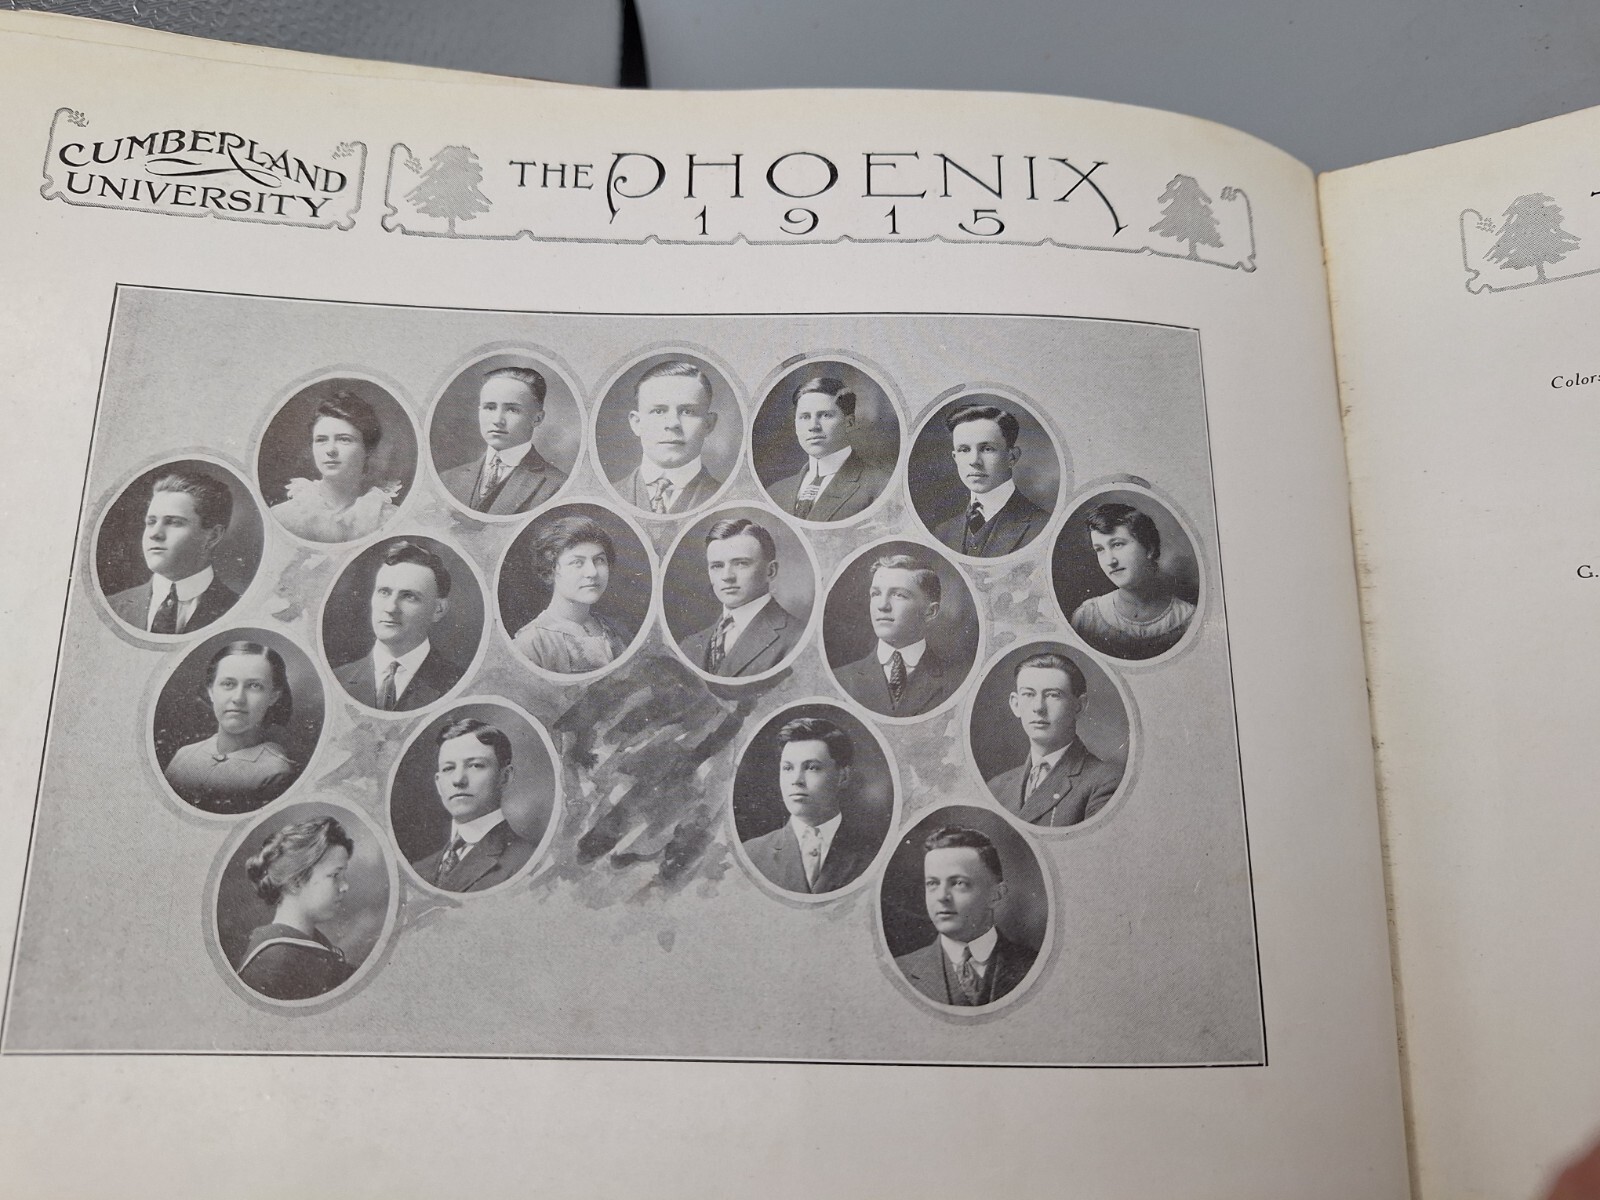 CUMBERLAND
UNIVERSITY
THE PHOENIX
1915
Colors
G.